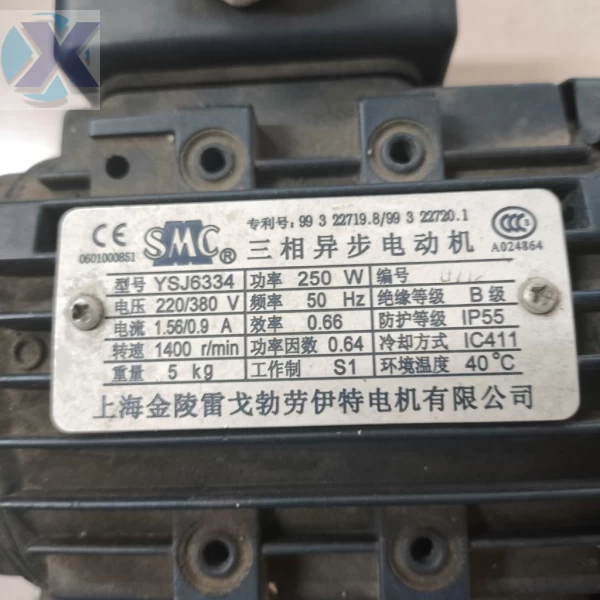 专利号: 99 3 22719.8/99 3 22720.1
CE SMC® 三相异步电动机 CCC
0601000851 A024864
型号 YSJ6334 功率 250 W 编号
电压 220/380 V 频率 50 Hz 绝缘等级 B 级
电流 1.56/0.9 A 效率 0.66 防护等级 IP55
转速 1400 r/min 功率因数 0.64 冷却方式 IC411
重量 5 kg 工作制 S1 环境温度 40℃
上海金陵雷戈勃劳伊特电机有限公司
X